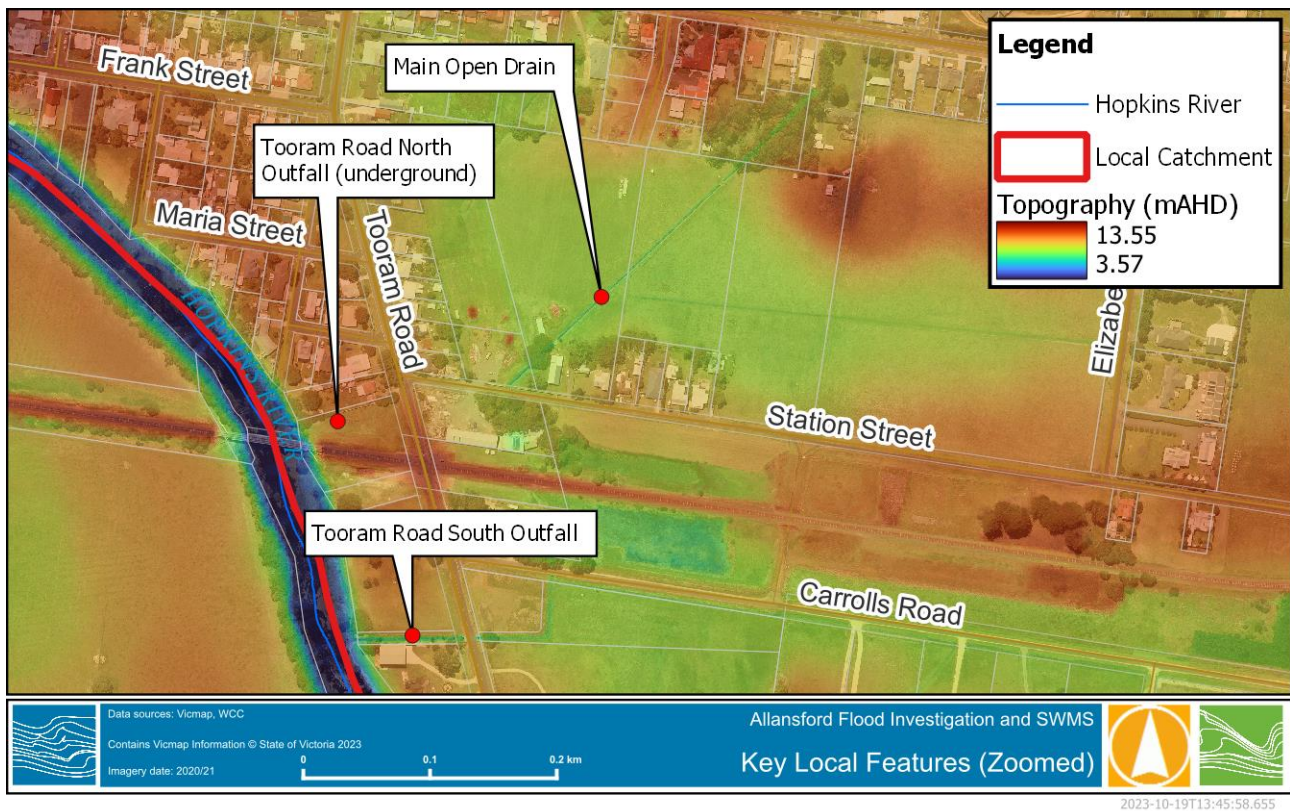 Frank Street
Main Open Drain
Tooram Road North
Outfall (underground)
Maria Street
Tooram Road
HOPKINS RIVER
Station Street
Tooram Road South Outfall
Carrolls Road
Legend
Hopkins River
Local Catchment
Topography (mAHD)
13.55
3.57
Data sources: Vicmap, WCC
Contains Vicmap Information © State of Victoria 2023
Imagery date: 2020/21
0 0.1 0.2 km
Allansford Flood Investigation and SWMS
Key Local Features (Zoomed)
2023-10-19T13:45:58.655